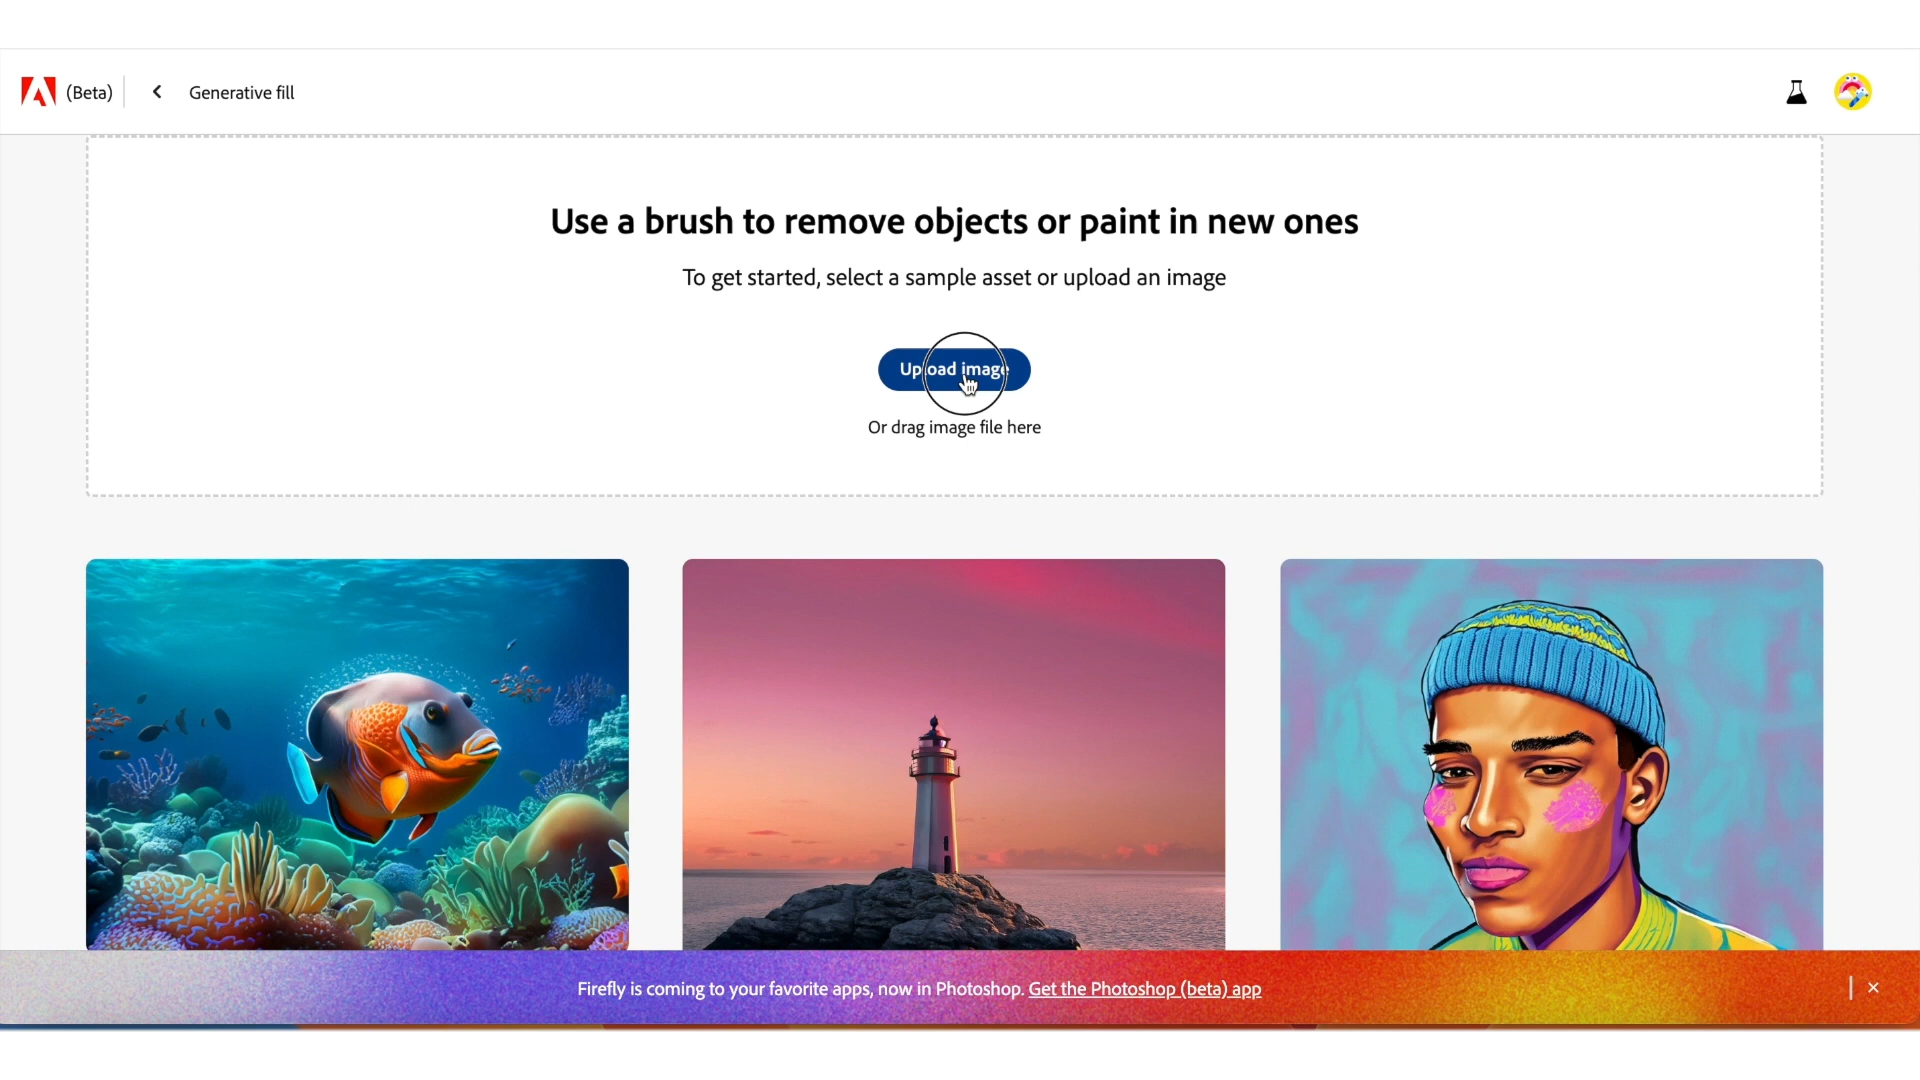 (Beta)
Generative fill
Use a brush to remove objects or paint in new ones
To get started, select a sample asset or upload an image
Upload image
Or drag image file here
Firefly is coming to your favorite apps, now in Photoshop. Get the Photoshop (beta) app